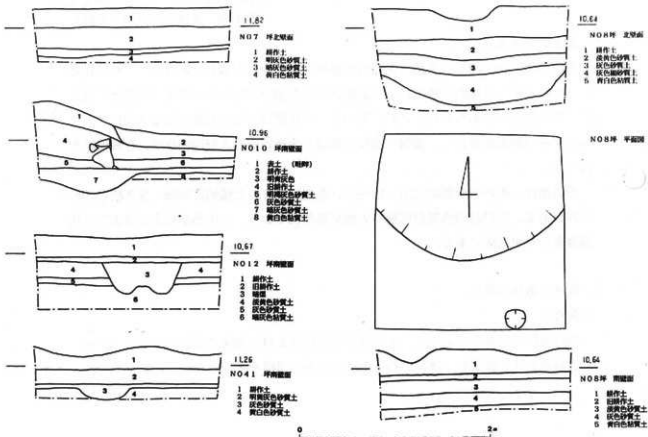 11.82
NO7 坪北壁面
1 耕作土
2 明灰色砂質土
3 暗灰色砂質土
4 黄白色粘質土
10.96
NO10 坪南壁面
1 表土 (畦畔)
2 耕作土
3 明黄灰色
4 旧耕作土
5 明褐灰色砂質土
6 灰色砂質土
7 暗灰色砂質土
8 黄白色粘質土
10.67
NO12 坪南壁面
1 耕作土
2 旧耕作土
3
4 淡黄色砂質土
5 灰色砂質土
6 暗灰色粘質土
11.26
NO41 坪南壁面
1 耕作土
2 明黄灰色砂質土
3 灰色砂質土
4 黄白色砂質土
10.64
NO8坪 北壁面
1 耕作土
2 淡黄色砂質土
3 灰色砂質土
4 灰色細砂質土
5 青白色粘質土
NO8坪 平面図
10.64
NO8坪 南壁面
1 耕作土
2 旧耕作土
3 淡黄色砂質土
4 灰色砂質土
5 青白色粘質土
0 2m